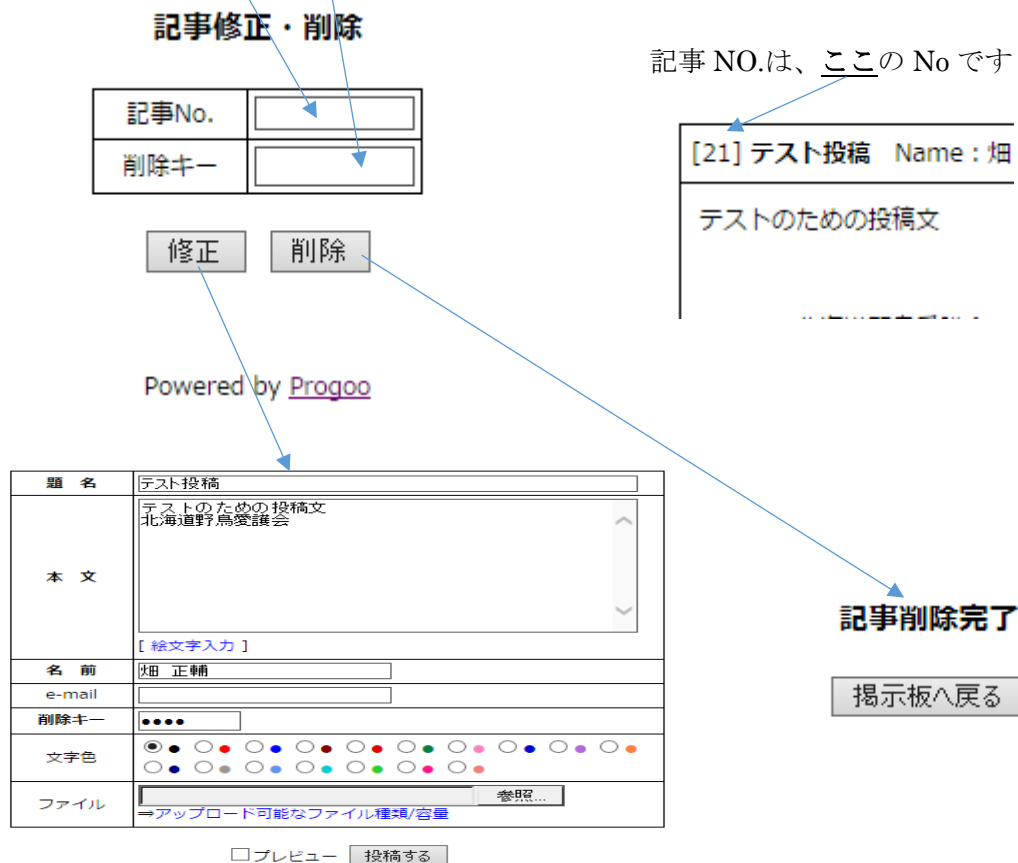 記事修正・削除
記事No.
削除キー
修正 削除
Powered by Progoo
記事 NO.は、ここの No です
[21] テスト投稿 Name : 畑
テストのための投稿文
題 名 テスト投稿
本 文 テストのための投稿文
北海道野鳥愛護会
[ 絵文字入力 ]
名 前 畑 正輔
e-mail
削除キー ●●●●
文字色
ファイル 参照...
⇒アップロード可能なファイル種類/容量
プレビュー 投稿する
記事削除完了
掲示板へ戻る